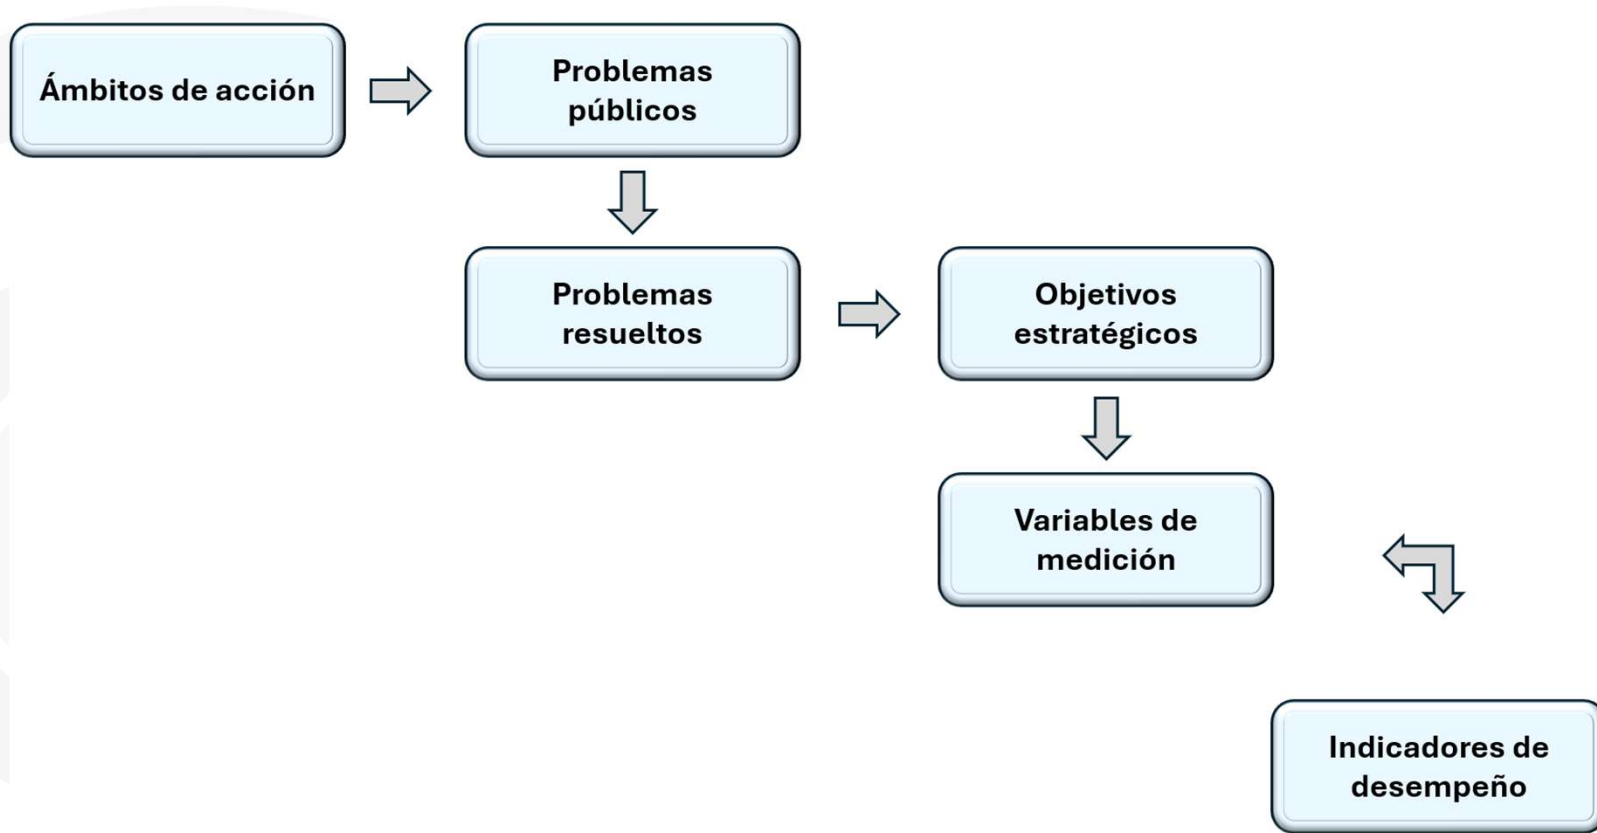 Ámbitos de acción
Problemas
públicos
Problemas
resueltos
Objetivos
estratégicos
Variables de
medición
Indicadores de
desempeño